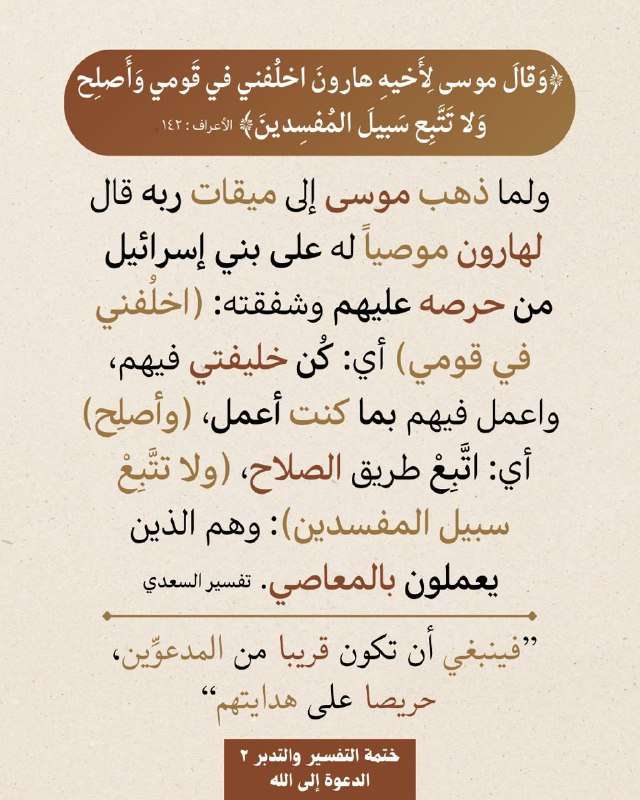 ﴿وَقالَ موسى لِأَخيهِ هارونَ اخلُفني في قَومي وَأَصلِح
وَلا تَتَّبِع سَبيلَ المُفسِدينَ﴾ الأعراف: ١٤٢
ولما ذهب موسى إلى ميقات ربه قال
لهارون موصياً له على بني إسرائيل
من حرصه عليهم وشفقته: (اخلُفني
في قومي) أي: كُن خليفتي فيهم،
واعمل فيهم بما كنت أعمل، (وأصلِح)
أي: اتَّبِعْ طريق الصلاح، (ولا تتَّبِعْ
سبيل المفسدين): وهم الذين
يعملون بالمعاصي. تفسير السعدي
”فينبغي أن تكون قريبا من المدعوِّين،
حريصا على هدايتهم“
ختمة التفسير والتدبر ٢
الدعوة إلى الله